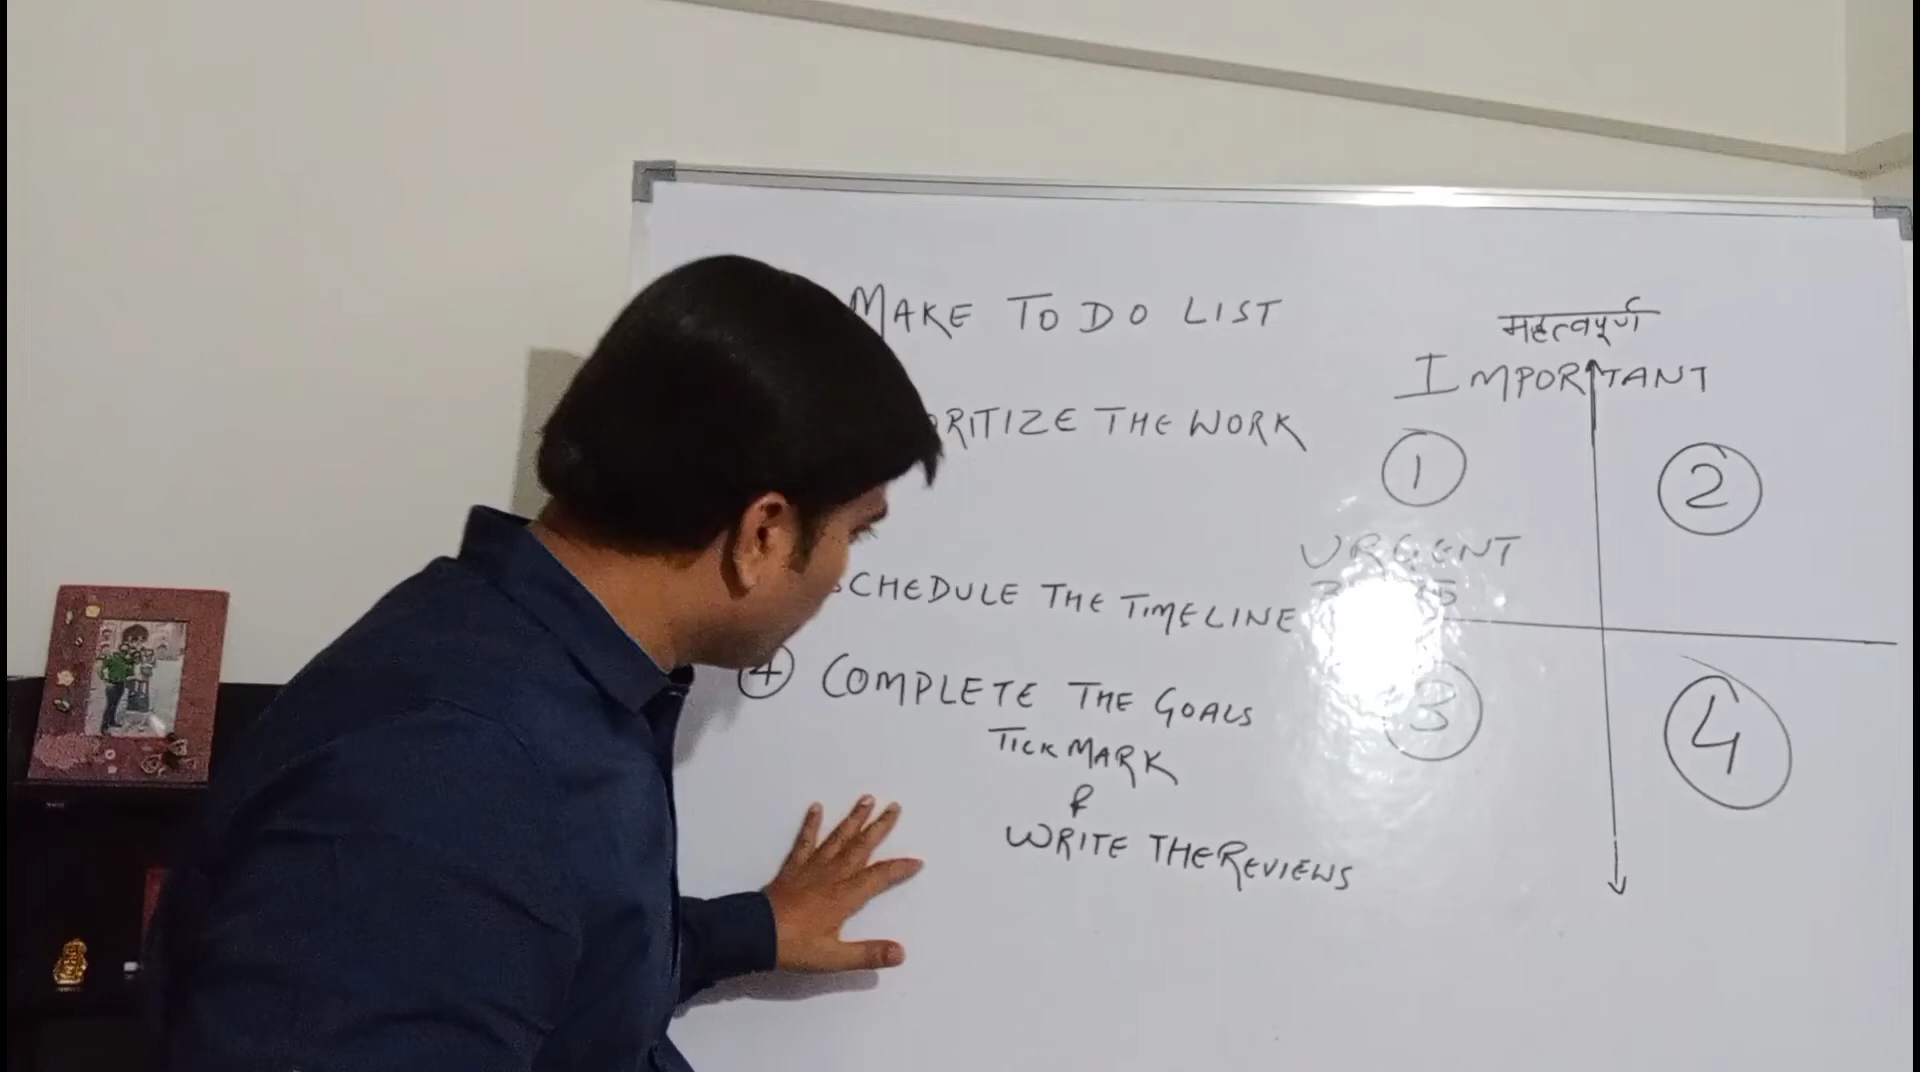 MAKE TO DO LIST
ORITIZE THE WORK
SCHEDULE THE TIMELINE
4 COMPLETE THE GOALS
TICK MARK
&
WRITE THE REVIEWS
महत्वपूर्ण
IMPORTANT
1
2
URGENT
3
4